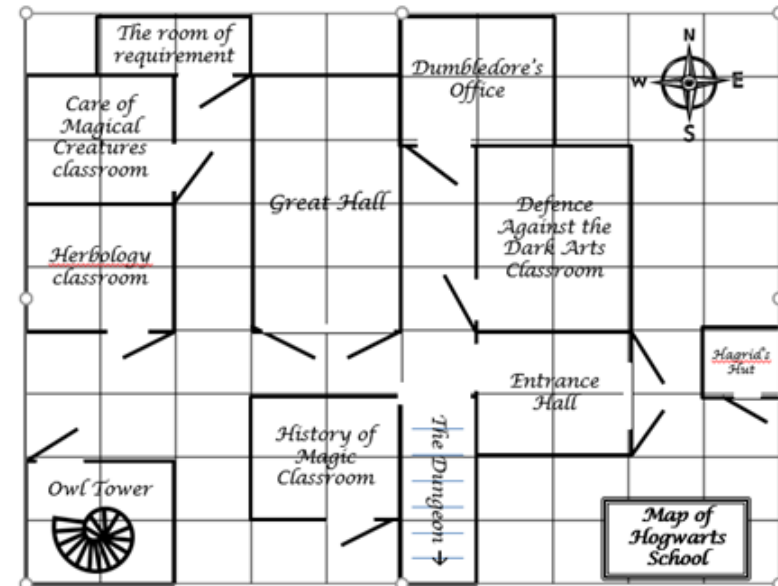 The room of
requirement
Dumbledore's
Office
N
W
E
S
Care of
Magical
Creatures
classroom
Great Hall
Defence
Against the
Dark Arts
Classroom
Herbology
classroom
Hagrid's
Hut
Entrance
Hall
History of
Magic
Classroom
The Dungeon
Owl Tower
Map of
Hogwarts
School